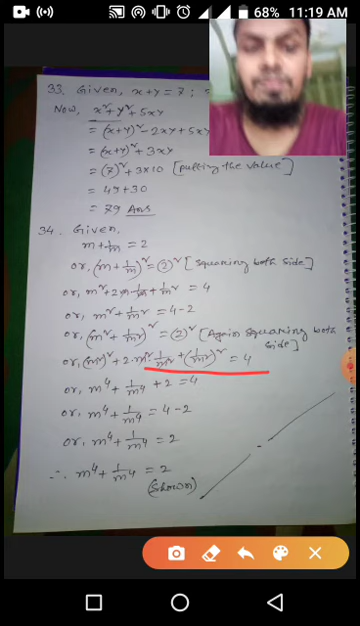 68% 11:19 AM
33. Given, x+y = 7 ;
Now, x²+y²+5xy
= (x+y)²-2xy+5xy
= (x+y)²+3xy
= (7)²+3×10 [putting the value]
= 49+30
= 79 Ans
34. Given,
m+1/m = 2
or, (m+1/m)² = (2)² [squaring both side]
or, m²+2·m·1/m+1/m² = 4
or, m²+1/m² = 4-2
or, (m²+1/m²)² = (2)² [Again squaring both side]
or, (m²)²+2·m²·1/m²+(1/m²)² = 4
or, m⁴+1/m⁴+2 = 4
or, m⁴+1/m⁴ = 4-2
or, m⁴+1/m⁴ = 2
∴ m⁴+1/m⁴ = 2
(shown)